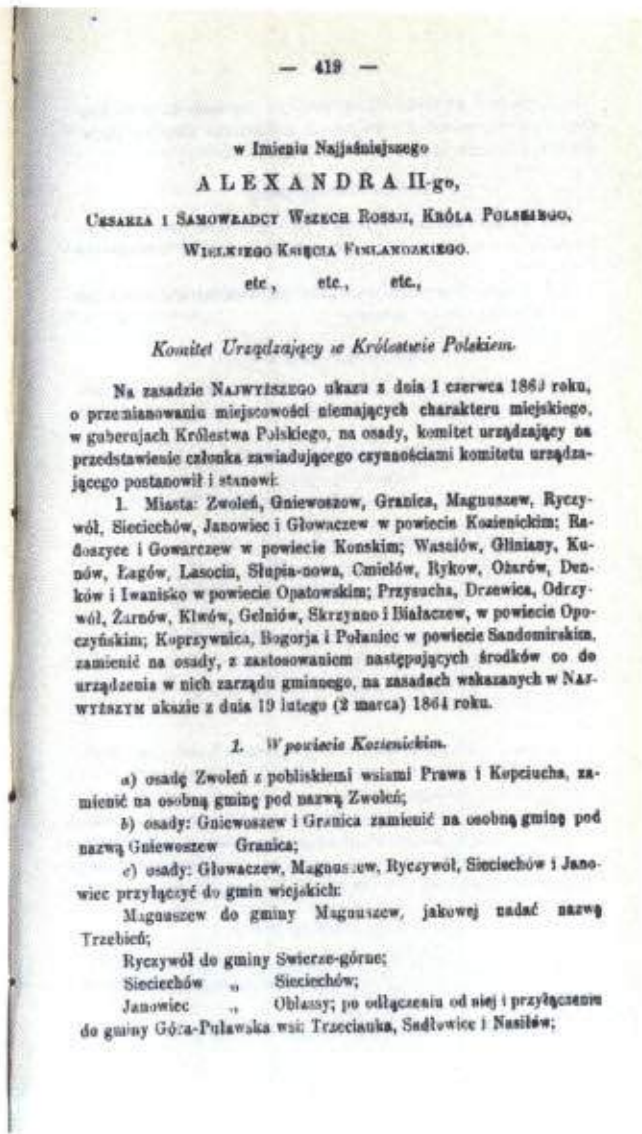 — 419 —
w Imieniu Najjaśniejszego
ALEXANDRA II-go,
Cesarza i Samowładcy Wszech Rossji, Króla Polskiego,
Wielkiego Księcia Finlandzkiego.
etc., etc., etc.,
Komitet Urządzający w Królestwie Polskiem.
Na zasadzie Najwyższego ukazu z dnia 1 czerwca 1869 roku,
o przemianowaniu miejscowości niemających charakteru miejskiego,
w gubernjach Królestwa Polskiego, na osady, komitet urządzający na
przedstawienie członka zawiadującego czynnościami komitetu urządza-
jącego postanowił i stanowi:
1. Miasta: Zwoleń, Gniewoszow, Granica, Magnuszew, Ryczy-
wół, Sieciechów, Janowiec i Głowaczew w powiecie Kozienickim; Ra-
doszyce i Gowarczew w powiecie Konskim; Waśniów, Gliniany, Ku-
nów, Łagów, Lasocin, Słupia-nowa, Cmielów, Rykow, Ożarów, Den-
ków i Iwanisko w powiecie Opatowskim; Przysucha, Drzewica, Odrzy-
wół, Żarnów, Klwów, Gelniów, Skrzynno i Białaczew, w powiecie Opo-
czyńskim; Koprzywnica, Bogorja i Połaniec w powiecie Sandomirskim,
zamienić na osady, z zastosowaniem następujących środków co do
urządzenia w nich zarządu gminnego, na zasadach wskazanych w Naj-
wyższym ukazie z dnia 19 lutego (2 marca) 1864 roku.
1. W powiecie Kozienickim.
a) osadę Zwoleń z pobliskiemi wsiami Prawa i Kopciucha, za-
mienić na osobną gminę pod nazwą Zwoleń;
b) osady: Gniewoszew i Granica zamienić na osobną gminę pod
nazwą Gniewoszew Granica;
c) osady: Głowaczew, Magnuszew, Ryczywół, Sieciechów i Jano-
wiec przyłączyć do gmin wiejskich:
Magnuszew do gminy Magnuszew, jakowej nadać nazwę
Trzebień;
Ryczywół do gminy Swierze-górne;
Sieciechów „ Sieciechów;
Janowiec „ Oblassy; po odłączeniu od niej i przyłączeniu
do gminy Góra-Puławska wsi: Trzcianka, Sadłowice i Nasiłów;